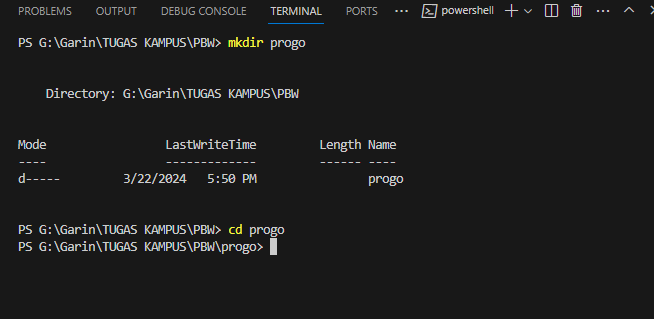 PROBLEMS OUTPUT DEBUG CONSOLE TERMINAL PORTS ... powershell
PS G:\Garin\TUGAS KAMPUS\PBW> mkdir progo
Directory: G:\Garin\TUGAS KAMPUS\PBW
Mode LastWriteTime Length Name
---- ------------- ------ ----
d----- 3/22/2024 5:50 PM progo
PS G:\Garin\TUGAS KAMPUS\PBW> cd progo
PS G:\Garin\TUGAS KAMPUS\PBW\progo>